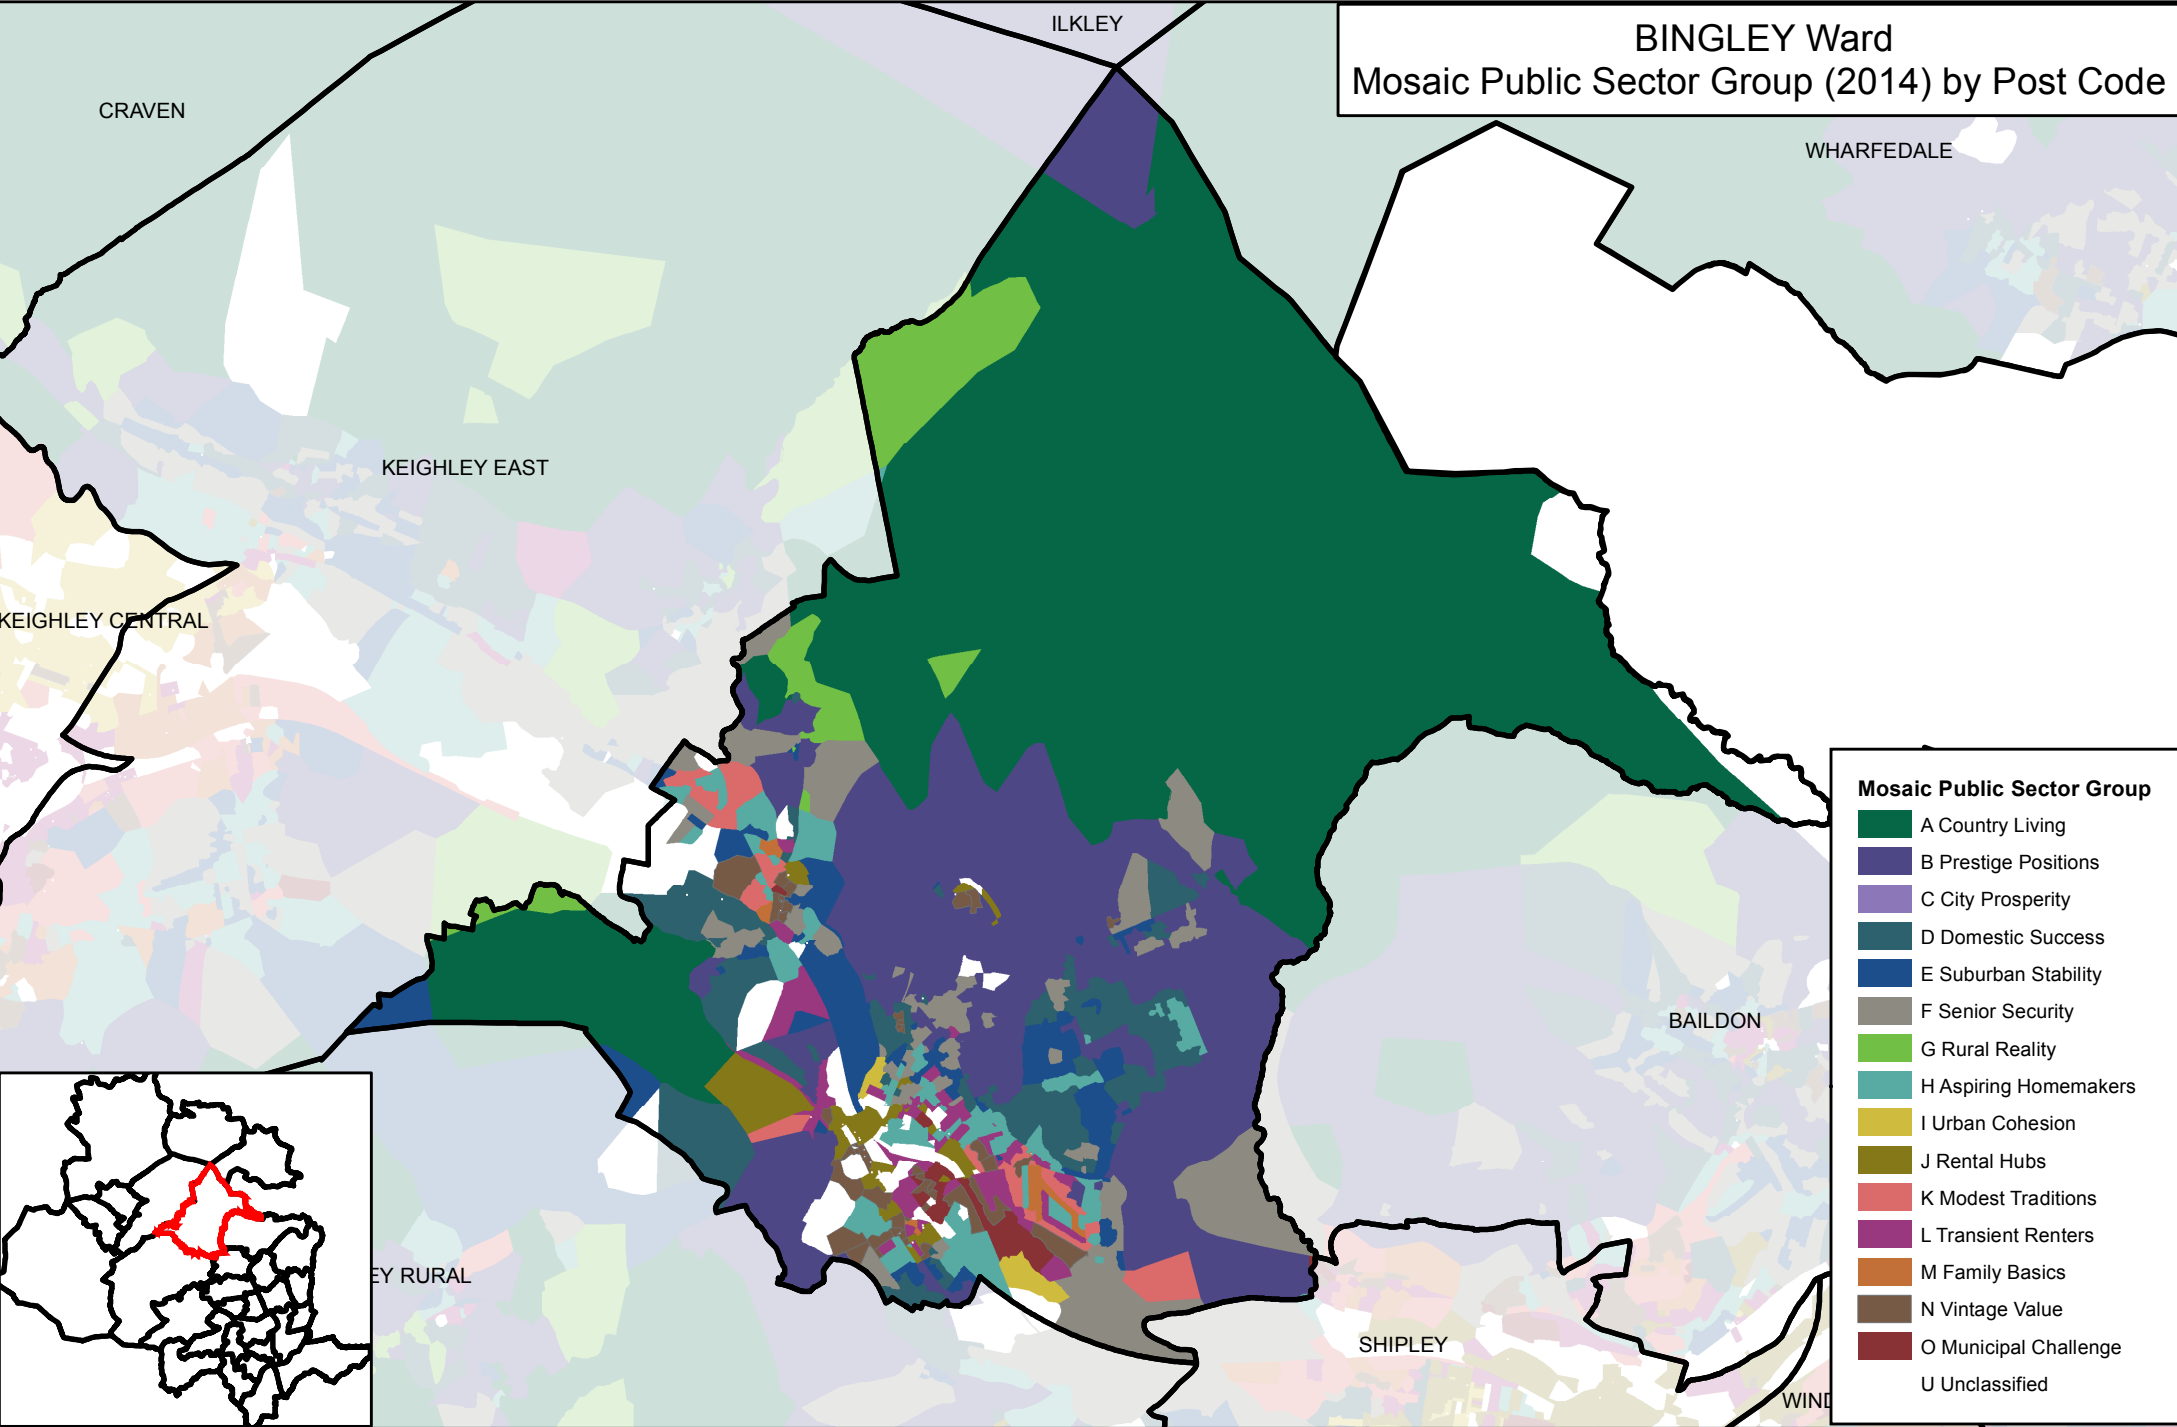 BINGLEY Ward
Mosaic Public Sector Group (2014) by Post Code
ILKLEY
CRAVEN
WHARFEDALE
KEIGHLEY EAST
KEIGHLEY CENTRAL
BAILDON
EY RURAL
SHIPLEY
WIND
Mosaic Public Sector Group
A Country Living
B Prestige Positions
C City Prosperity
D Domestic Success
E Suburban Stability
F Senior Security
G Rural Reality
H Aspiring Homemakers
I Urban Cohesion
J Rental Hubs
K Modest Traditions
L Transient Renters
M Family Basics
N Vintage Value
O Municipal Challenge
U Unclassified